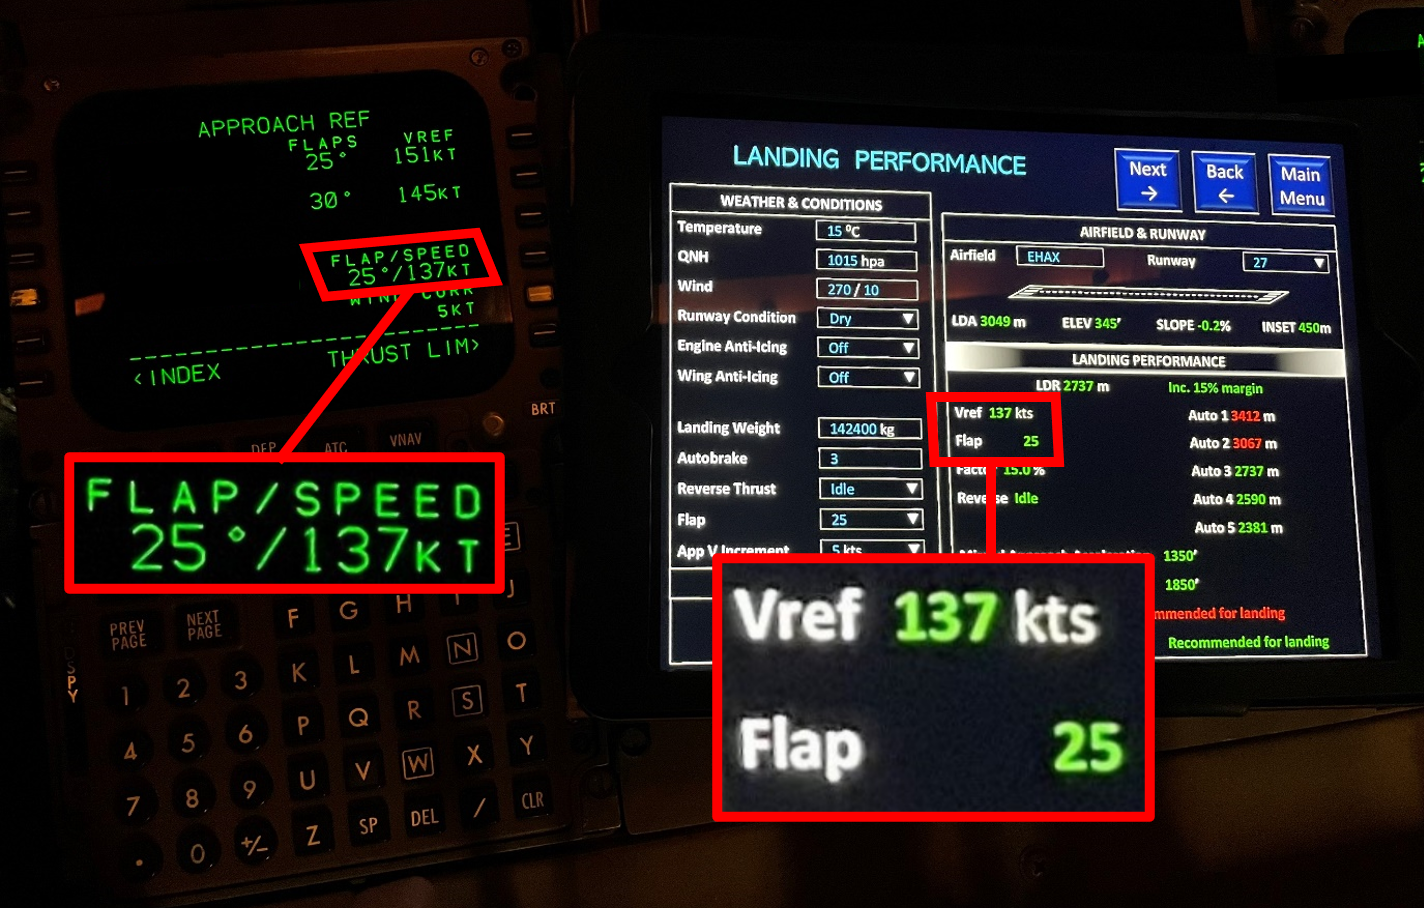 APPROACH REF
FLAPS VREF
25° 151KT
30° 145KT
FLAP/SPEED
25°/137KT
WIND CORR
5KT
--------------------
THRUST LIM>
<INDEX
BRT
DEP ATC VNAV
FLAP/SPEED
25°/137KT
E
PREV PAGE
NEXT PAGE
F G H I J
K L M N O
P Q R S T
U V W X Y
Z SP DEL / CLR
1 2 3
4 5 6
7 8 9
. 0 +/-
SPY
LANDING PERFORMANCE
Next →
Back ←
Main Menu
WEATHER & CONDITIONS
Temperature 15 ⁰C
QNH 1015 hpa
Wind 270 / 10
Runway Condition Dry
Engine Anti-Icing Off
Wing Anti-Icing Off
Landing Weight 142400 kg
Autobrake 3
Reverse Thrust Idle
Flap 25
App V Increment 5 kts
AIRFIELD & RUNWAY
Airfield EHAX Runway 27
LDA 3049 m ELEV 345' SLOPE -0.2% INSET 450m
LANDING PERFORMANCE
LDR 2737 m Inc. 15% margin
Vref 137 kts Auto 1 3412 m
Flap 25 Auto 2 3067 m
Factor 15.0 % Auto 3 2737 m
Reverse Idle Auto 4 2590 m
Auto 5 2381 m
1350'
1850'
mmended for landing
Recommended for landing
Vref 137 kts
Flap 25